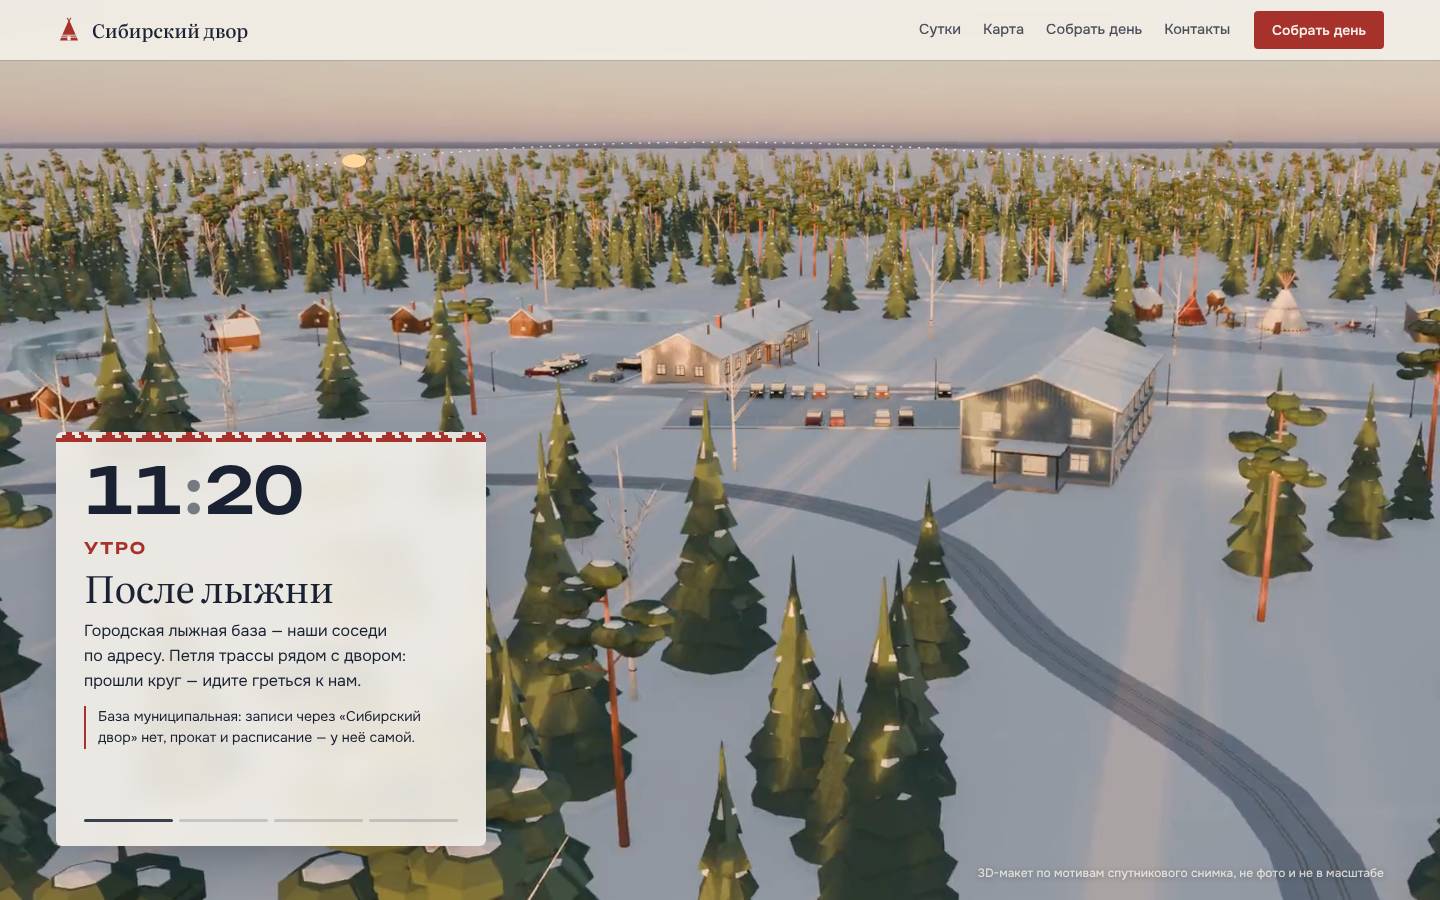 Сибирский двор
Сутки
Карта
Собрать день
Контакты
Собрать день
11:20
УТРО
После лыжни
Городская лыжная база — наши соседи
по адресу. Петля трассы рядом с двором:
прошли круг — идите греться к нам.
База муниципальная: записи через «Сибирский
двор» нет, прокат и расписание — у неё самой.
3D-макет по мотивам спутникового снимка, не фото и не в масштабе